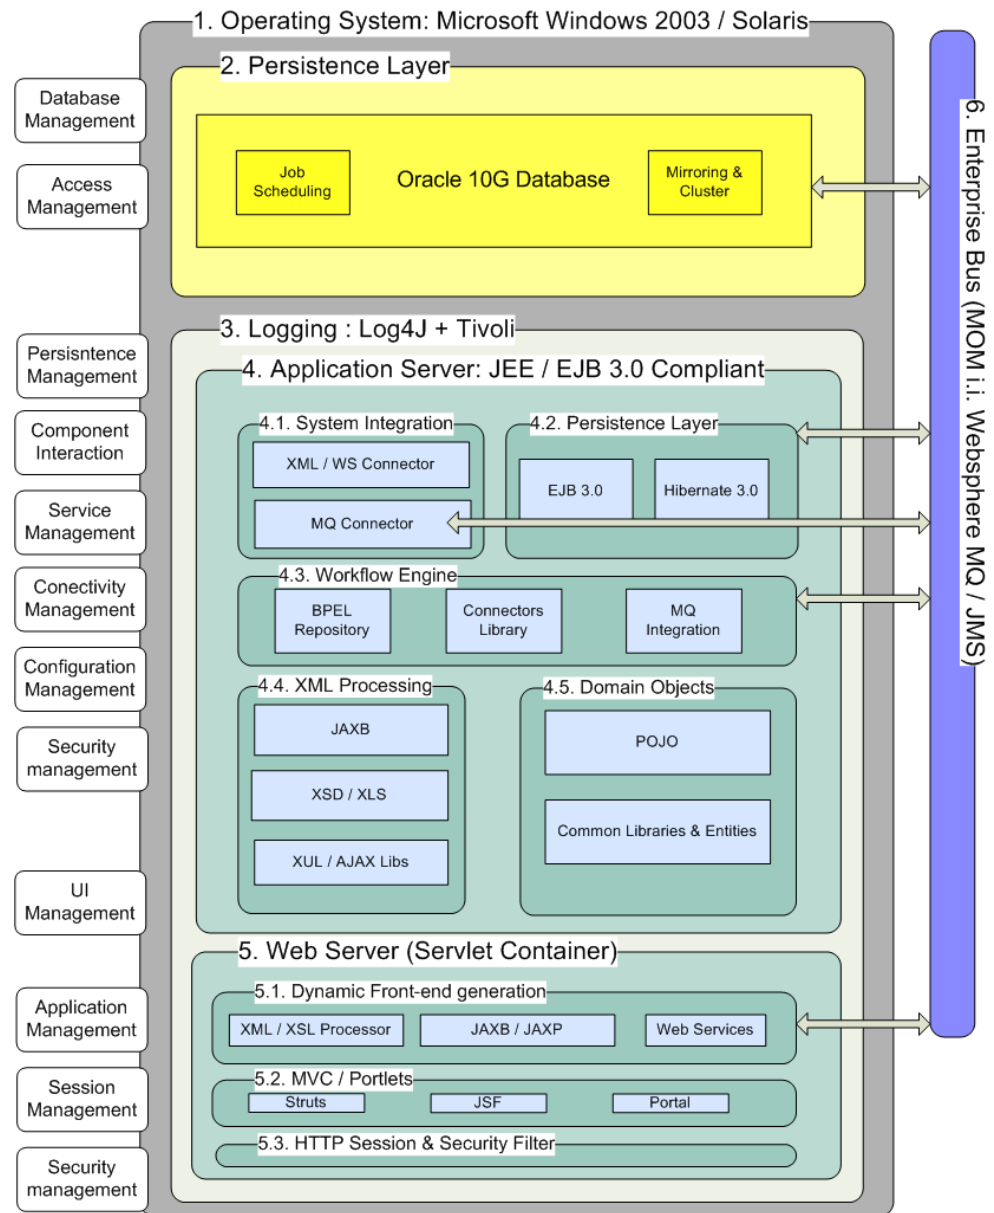 1. Operating System: Microsoft Windows 2003 / Solaris
2. Persistence Layer
Database
Management
Access
Management
Job
Scheduling
Oracle 10G Database
Mirroring &
Cluster
6. Enterprise Bus (MOM i.i. Websphere MQ / JMS)
3. Logging : Log4J + Tivoli
Persisntence
Management
4. Application Server: JEE / EJB 3.0 Compliant
Component
Interaction
4.1. System Integration
XML / WS Connector
MQ Connector
4.2. Persistence Layer
EJB 3.0
Hibernate 3.0
Service
Management
Conectivity
Management
4.3. Workflow Engine
BPEL
Repository
Connectors
Library
MQ
Integration
Configuration
Management
4.4. XML Processing
JAXB
XSD / XLS
XUL / AJAX Libs
4.5. Domain Objects
POJO
Common Libraries & Entities
Security
management
UI
Management
5. Web Server (Servlet Container)
Application
Management
5.1. Dynamic Front-end generation
XML / XSL Processor
JAXB / JAXP
Web Services
Session
Management
5.2. MVC / Portlets
Struts
JSF
Portal
5.3. HTTP Session & Security Filter
Security
management